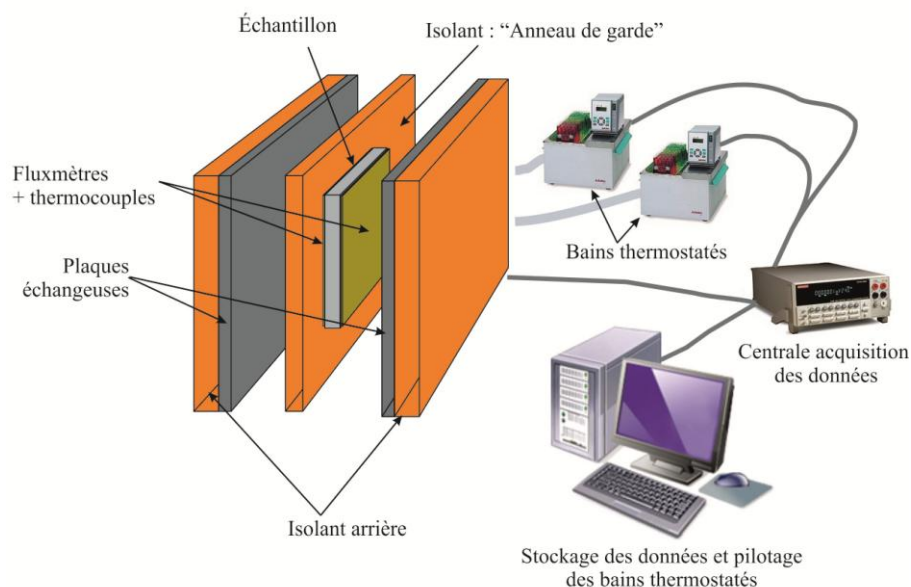 Échantillon
Isolant : “Anneau de garde”
Fluxmètres
+ thermocouples
Plaques
échangeuses
Bains thermostatés
Centrale acquisition
des données
Isolant arrière
Stockage des données et pilotage
des bains thermostatés